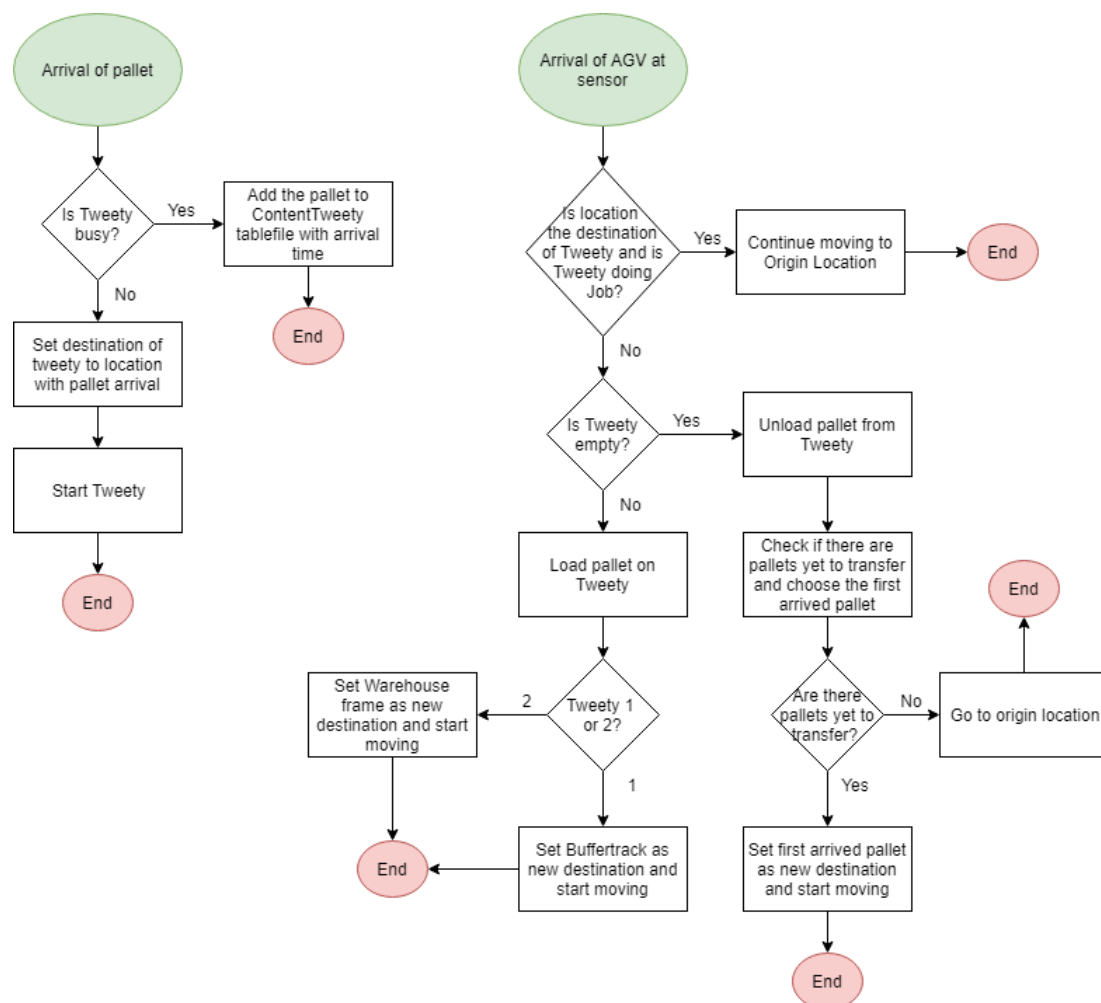 Arrival of pallet
Is Tweety
busy?
Yes
Add the pallet to
ContentTweety
tablefile with arrival
time
End
No
Set destination of
tweety to location
with pallet arrival
Start Tweety
End
Arrival of AGV at
sensor
Is location
the destination
of Tweety and is
Tweety doing
Job?
Yes
Continue moving to
Origin Location
End
No
Is Tweety
empty?
Yes
Unload pallet from
Tweety
No
Load pallet on
Tweety
Check if there are
pallets yet to transfer
and choose the first
arrived pallet
End
Tweety 1
or 2?
2
Set Warehouse
frame as new
destination and start
moving
1
Set Buffertrack as
new destination and
start moving
End
Are there
pallets yet to
transfer?
No
Go to origin location
Yes
Set first arrived pallet
as new destination
and start moving
End